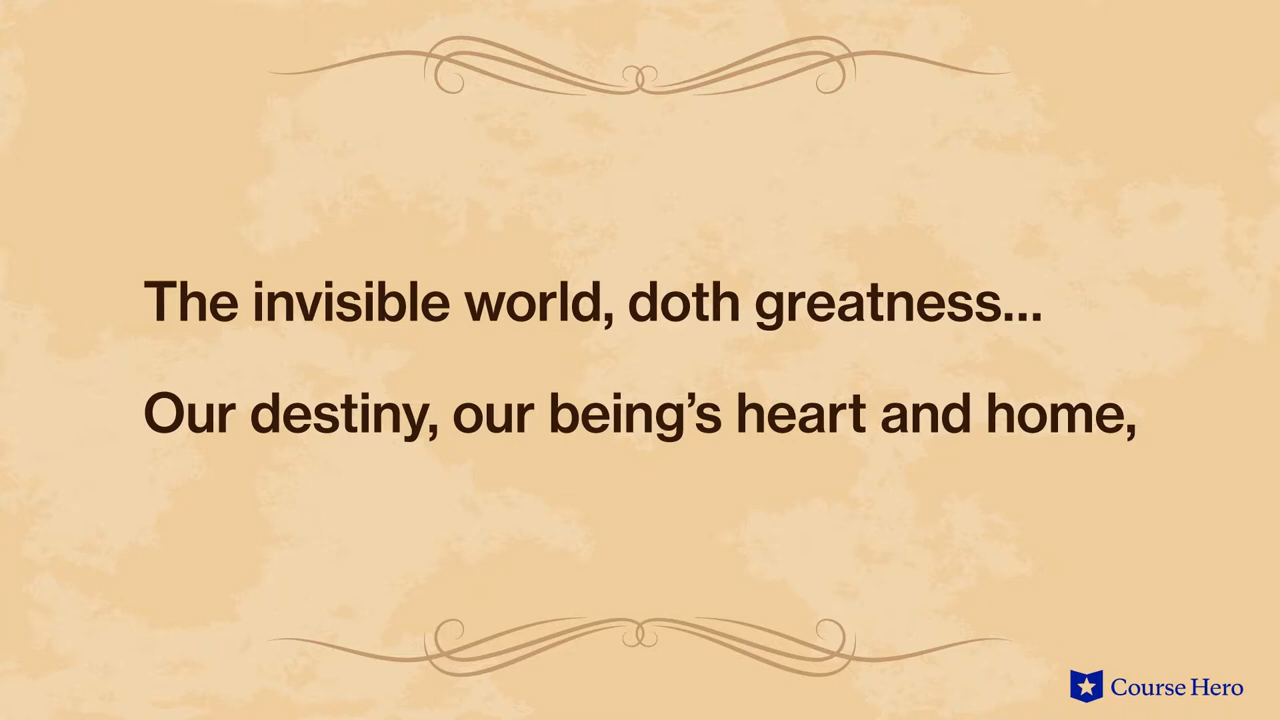 The invisible world, doth greatness...
Our destiny, our being’s heart and home,
Course Hero